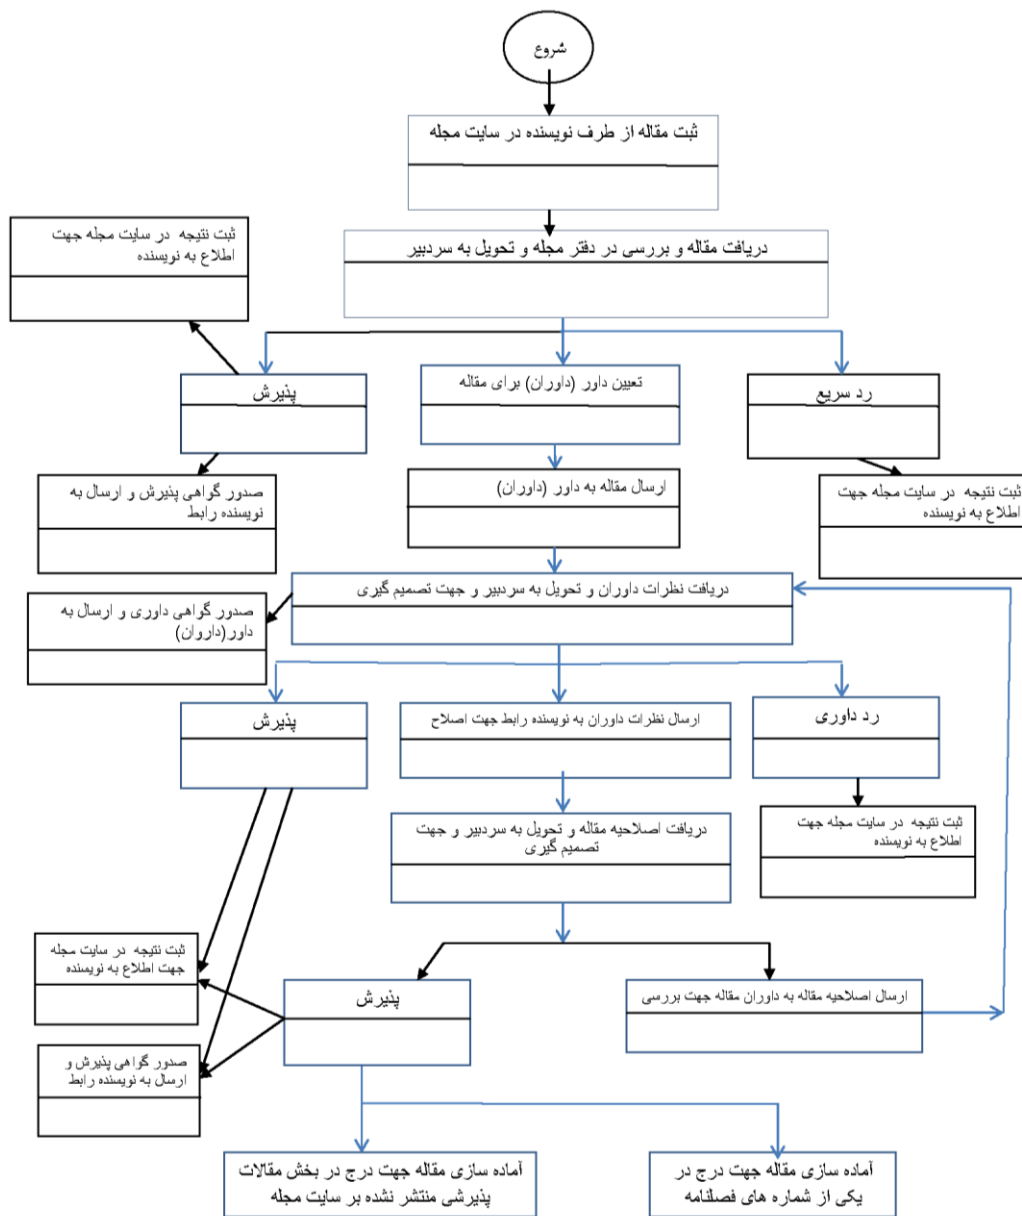 شروع
ثبت مقاله از طرف نویسنده در سایت مجله
دریافت مقاله و بررسی در دفتر مجله و تحویل به سردبیر
ثبت نتیجه در سایت مجله جهت
اطلاع به نویسنده
رد سریع
تعیین داور (داوران) برای مقاله
پذیرش
ثبت نتیجه در سایت مجله جهت
اطلاع به نویسنده
ارسال مقاله به داور (داوران)
صدور گواهی پذیرش و ارسال به
نویسنده رابط
دریافت نظرات داوران و تحویل به سردبیر و جهت تصمیم گیری
صدور گواهی داوری و ارسال به
داور(داروان)
رد داوری
ارسال نظرات داوران به نویسنده رابط جهت اصلاح
پذیرش
ثبت نتیجه در سایت مجله جهت
اطلاع به نویسنده
دریافت اصلاحیه مقاله و تحویل به سردبیر و جهت
تصمیم گیری
ثبت نتیجه در سایت مجله
جهت اطلاع به نویسنده
ارسال اصلاحیه مقاله به داوران مقاله جهت بررسی
پذیرش
صدور گواهی پذیرش و
ارسال به نویسنده رابط
آماده سازی مقاله جهت درج در
یکی از شماره های فصلنامه
آماده سازی مقاله جهت درج در بخش مقالات
پذیرشی منتشر نشده بر سایت مجله